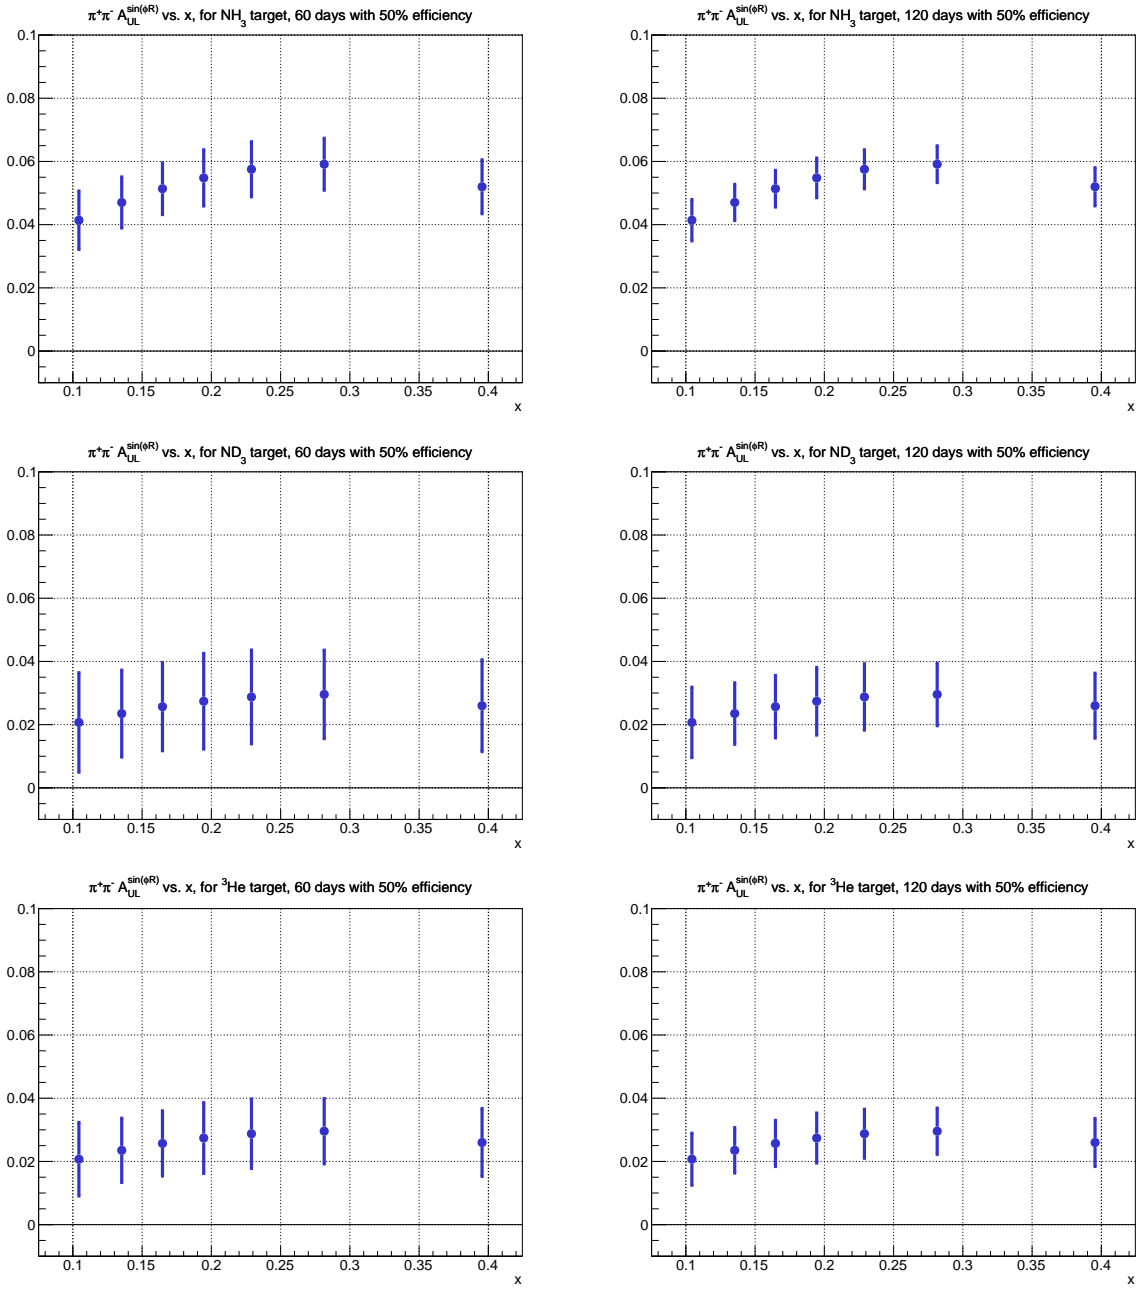 π⁺π⁻ A_UL^sin(ϕR) vs. x, for NH₃ target, 60 days with 50% efficiency
0.1
0.08
0.06
0.04
0.02
0
0.1 0.15 0.2 0.25 0.3 0.35 0.4
x
π⁺π⁻ A_UL^sin(ϕR) vs. x, for NH₃ target, 120 days with 50% efficiency
0.1
0.08
0.06
0.04
0.02
0
0.1 0.15 0.2 0.25 0.3 0.35 0.4
x
π⁺π⁻ A_UL^sin(ϕR) vs. x, for ND₃ target, 60 days with 50% efficiency
0.1
0.08
0.06
0.04
0.02
0
0.1 0.15 0.2 0.25 0.3 0.35 0.4
x
π⁺π⁻ A_UL^sin(ϕR) vs. x, for ND₃ target, 120 days with 50% efficiency
0.1
0.08
0.06
0.04
0.02
0
0.1 0.15 0.2 0.25 0.3 0.35 0.4
x
π⁺π⁻ A_UL^sin(ϕR) vs. x, for ³He target, 60 days with 50% efficiency
0.1
0.08
0.06
0.04
0.02
0
0.1 0.15 0.2 0.25 0.3 0.35 0.4
x
π⁺π⁻ A_UL^sin(ϕR) vs. x, for ³He target, 120 days with 50% efficiency
0.1
0.08
0.06
0.04
0.02
0
0.1 0.15 0.2 0.25 0.3 0.35 0.4
x